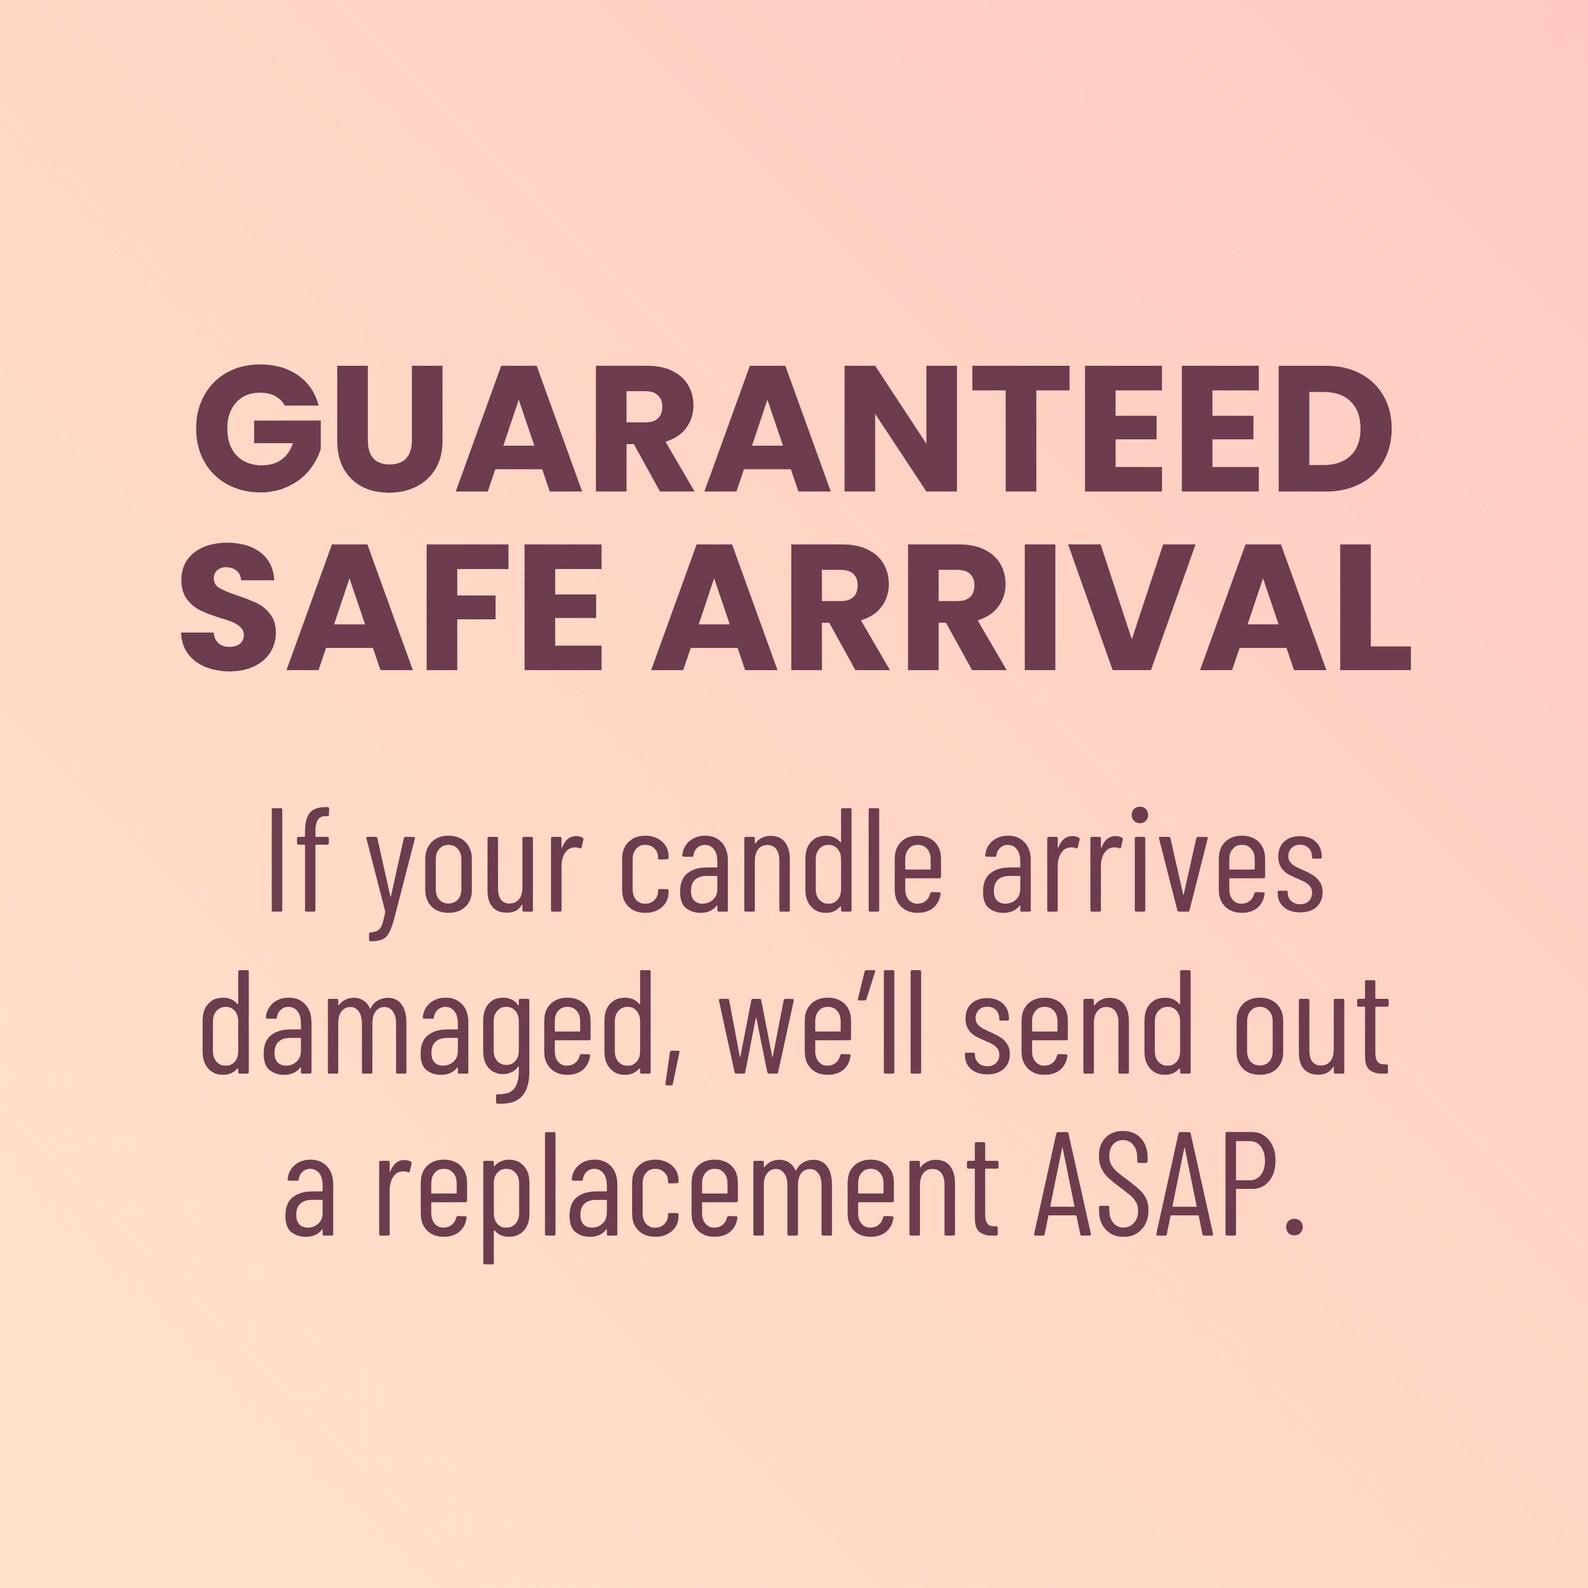 GUARANTEED
SAFE ARRIVAL
If your candle arrives
damaged, we’ll send out
a replacement ASAP.